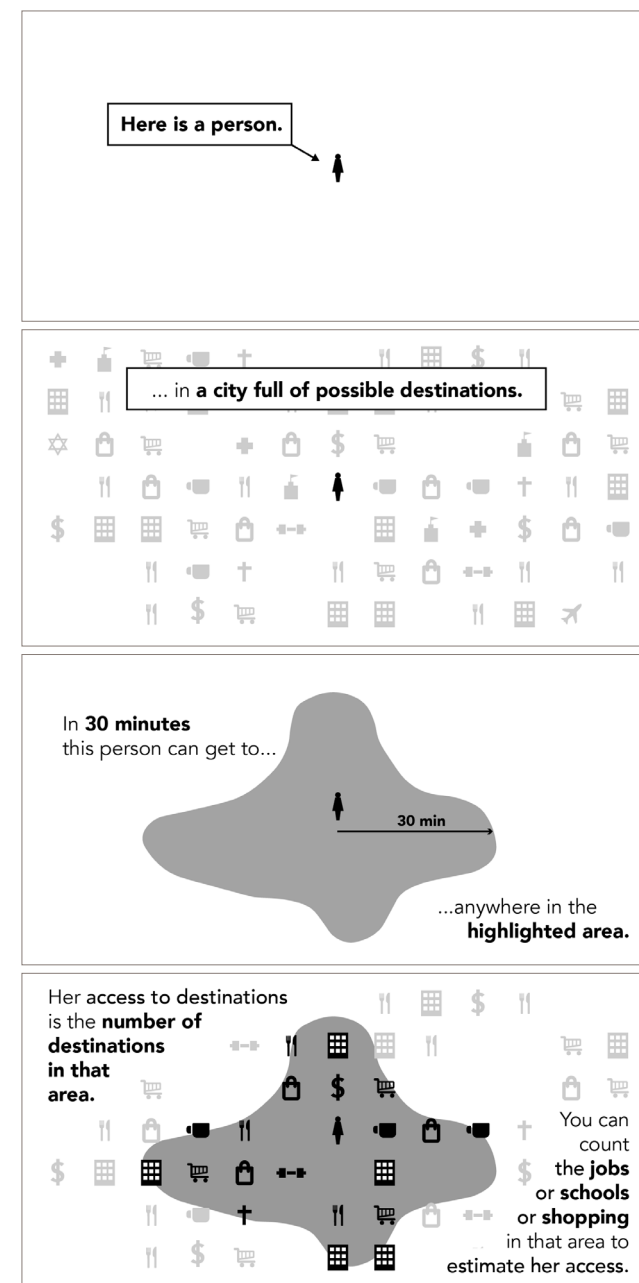 Here is a person.
... in a city full of possible destinations.
In 30 minutes
this person can get to...
30 min
...anywhere in the
highlighted area.
Her access to destinations
is the number of
destinations
in that
area.
You can
count
the jobs
or schools
or shopping
in that area to
estimate her access.